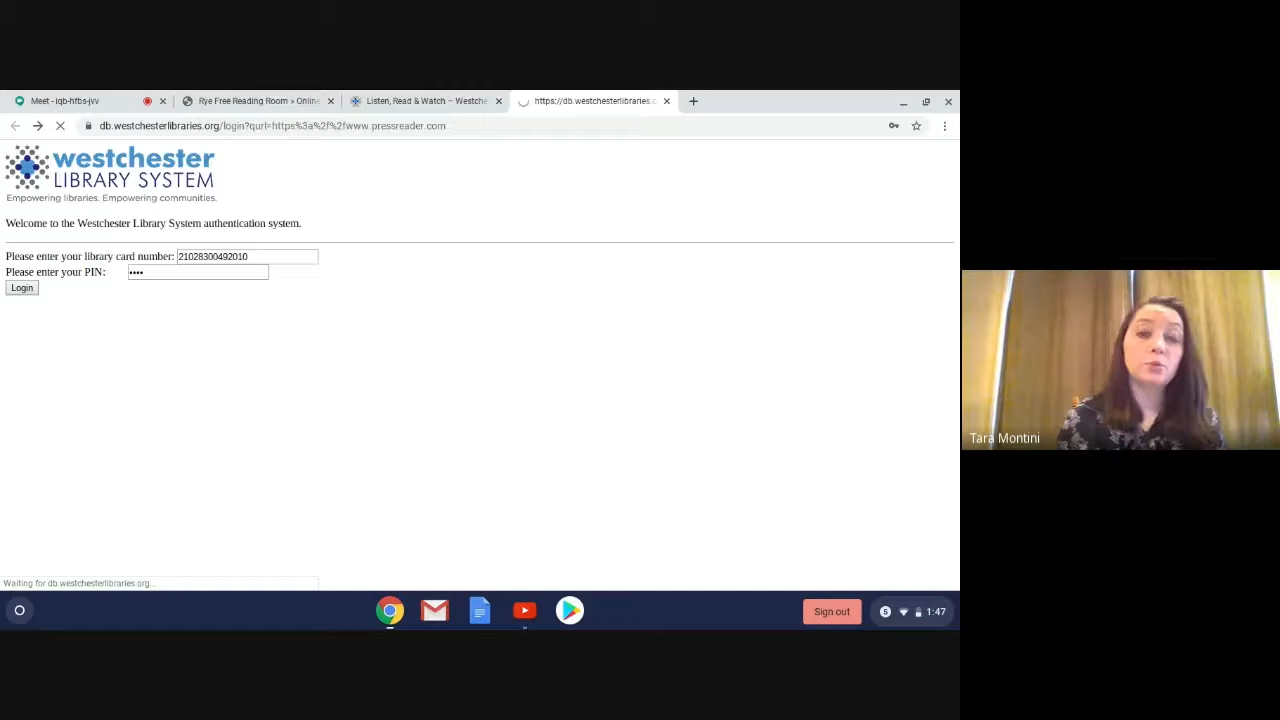 Meet - iqb-hfbs-jvv
Rye Free Reading Room » Online
Listen, Read & Watch – Westche
https://db.westchesterlibraries.c
db.westchesterlibraries.org/login?qurl=https%3a%2f%2fwww.pressreader.com
westchester
LIBRARY SYSTEM
Empowering libraries. Empowering communities.
Welcome to the Westchester Library System authentication system.
Please enter your library card number: 21028300492010
Please enter your PIN: ••••
Login
Tara Montini
Waiting for db.westchesterlibraries.org...
Sign out
5
1:47